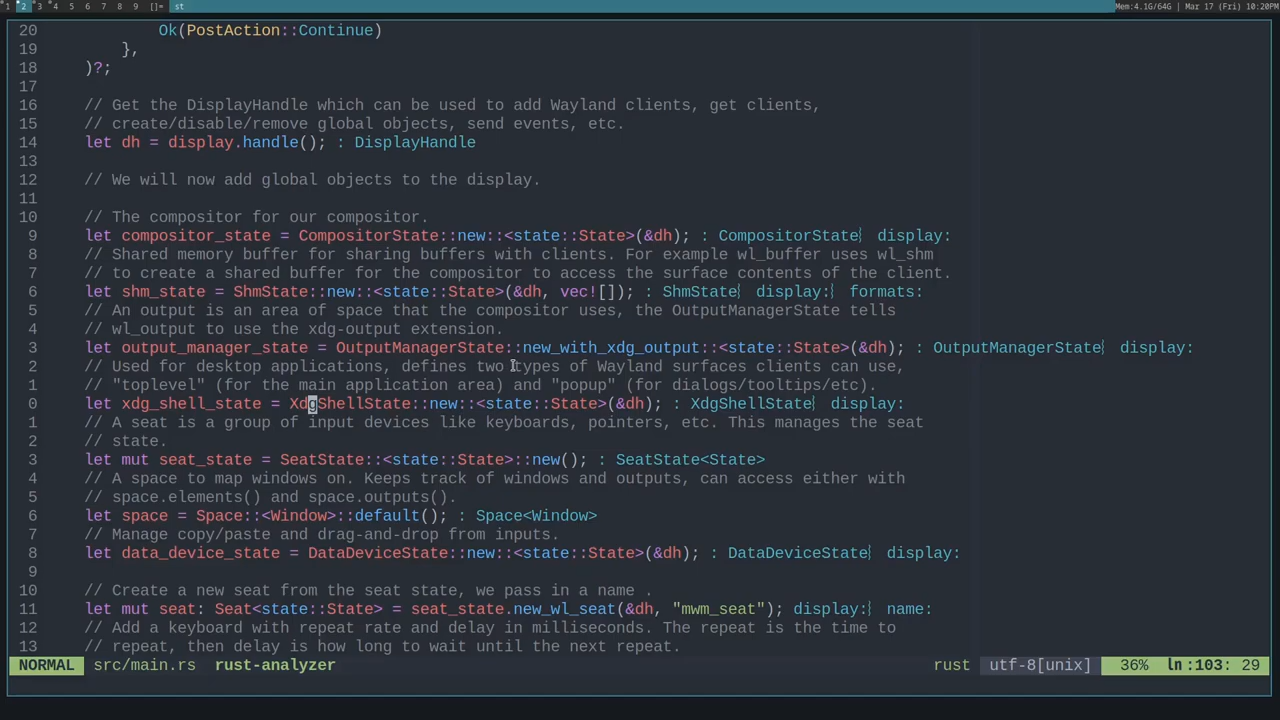 1 2 3 4 5 6 7 8 9 []= st Mem:4.1G/64G | Mar 17 (Fri) 10:20PM
20 Ok(PostAction::Continue)
19 },
18 )?;
17
16 // Get the DisplayHandle which can be used to add Wayland clients, get clients,
15 // create/disable/remove global objects, send events, etc.
14 let dh = display.handle(); : DisplayHandle
13
12 // We will now add global objects to the display.
11
10 // The compositor for our compositor.
9 let compositor_state = CompositorState::new::<state::State>(&dh); : CompositorState display:
8 // Shared memory buffer for sharing buffers with clients. For example wl_buffer uses wl_shm
7 // to create a shared buffer for the compositor to access the surface contents of the client.
6 let shm_state = ShmState::new::<state::State>(&dh, vec![]); : ShmState display: formats:
5 // An output is an area of space that the compositor uses, the OutputManagerState tells
4 // wl_output to use the xdg-output extension.
3 let output_manager_state = OutputManagerState::new_with_xdg_output::<state::State>(&dh); : OutputManagerState display:
2 // Used for desktop applications, defines two types of Wayland surfaces clients can use,
1 // "toplevel" (for the main application area) and "popup" (for dialogs/tooltips/etc).
0 let xdg_shell_state = XdgShellState::new::<state::State>(&dh); : XdgShellState display:
1 // A seat is a group of input devices like keyboards, pointers, etc. This manages the seat
2 // state.
3 let mut seat_state = SeatState::<state::State>::new(); : SeatState<State>
4 // A space to map windows on. Keeps track of windows and outputs, can access either with
5 // space.elements() and space.outputs().
6 let space = Space::<Window>::default(); : Space<Window>
7 // Manage copy/paste and drag-and-drop from inputs.
8 let data_device_state = DataDeviceState::new::<state::State>(&dh); : DataDeviceState display:
9
10 // Create a new seat from the seat state, we pass in a name .
11 let mut seat: Seat<state::State> = seat_state.new_wl_seat(&dh, "mwm_seat"); display: name:
12 // Add a keyboard with repeat rate and delay in milliseconds. The repeat is the time to
13 // repeat, then delay is how long to wait until the next repeat.
NORMAL src/main.rs rust-analyzer rust utf-8[unix] 36% ln :103: 29